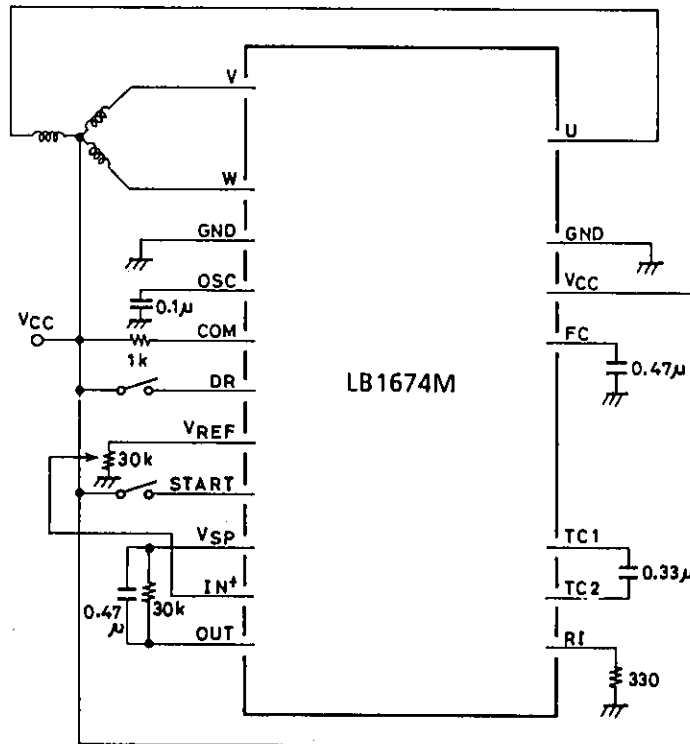 V
U
W
GND
GND
OSC
VCC
0.1μ
VCC
COM
FC
1k
0.47μ
LB1674M
DR
VREF
30k
START
VSP
TC1
0.33μ
IN+
TC2
0.47
μ
30k
OUT
RI
330